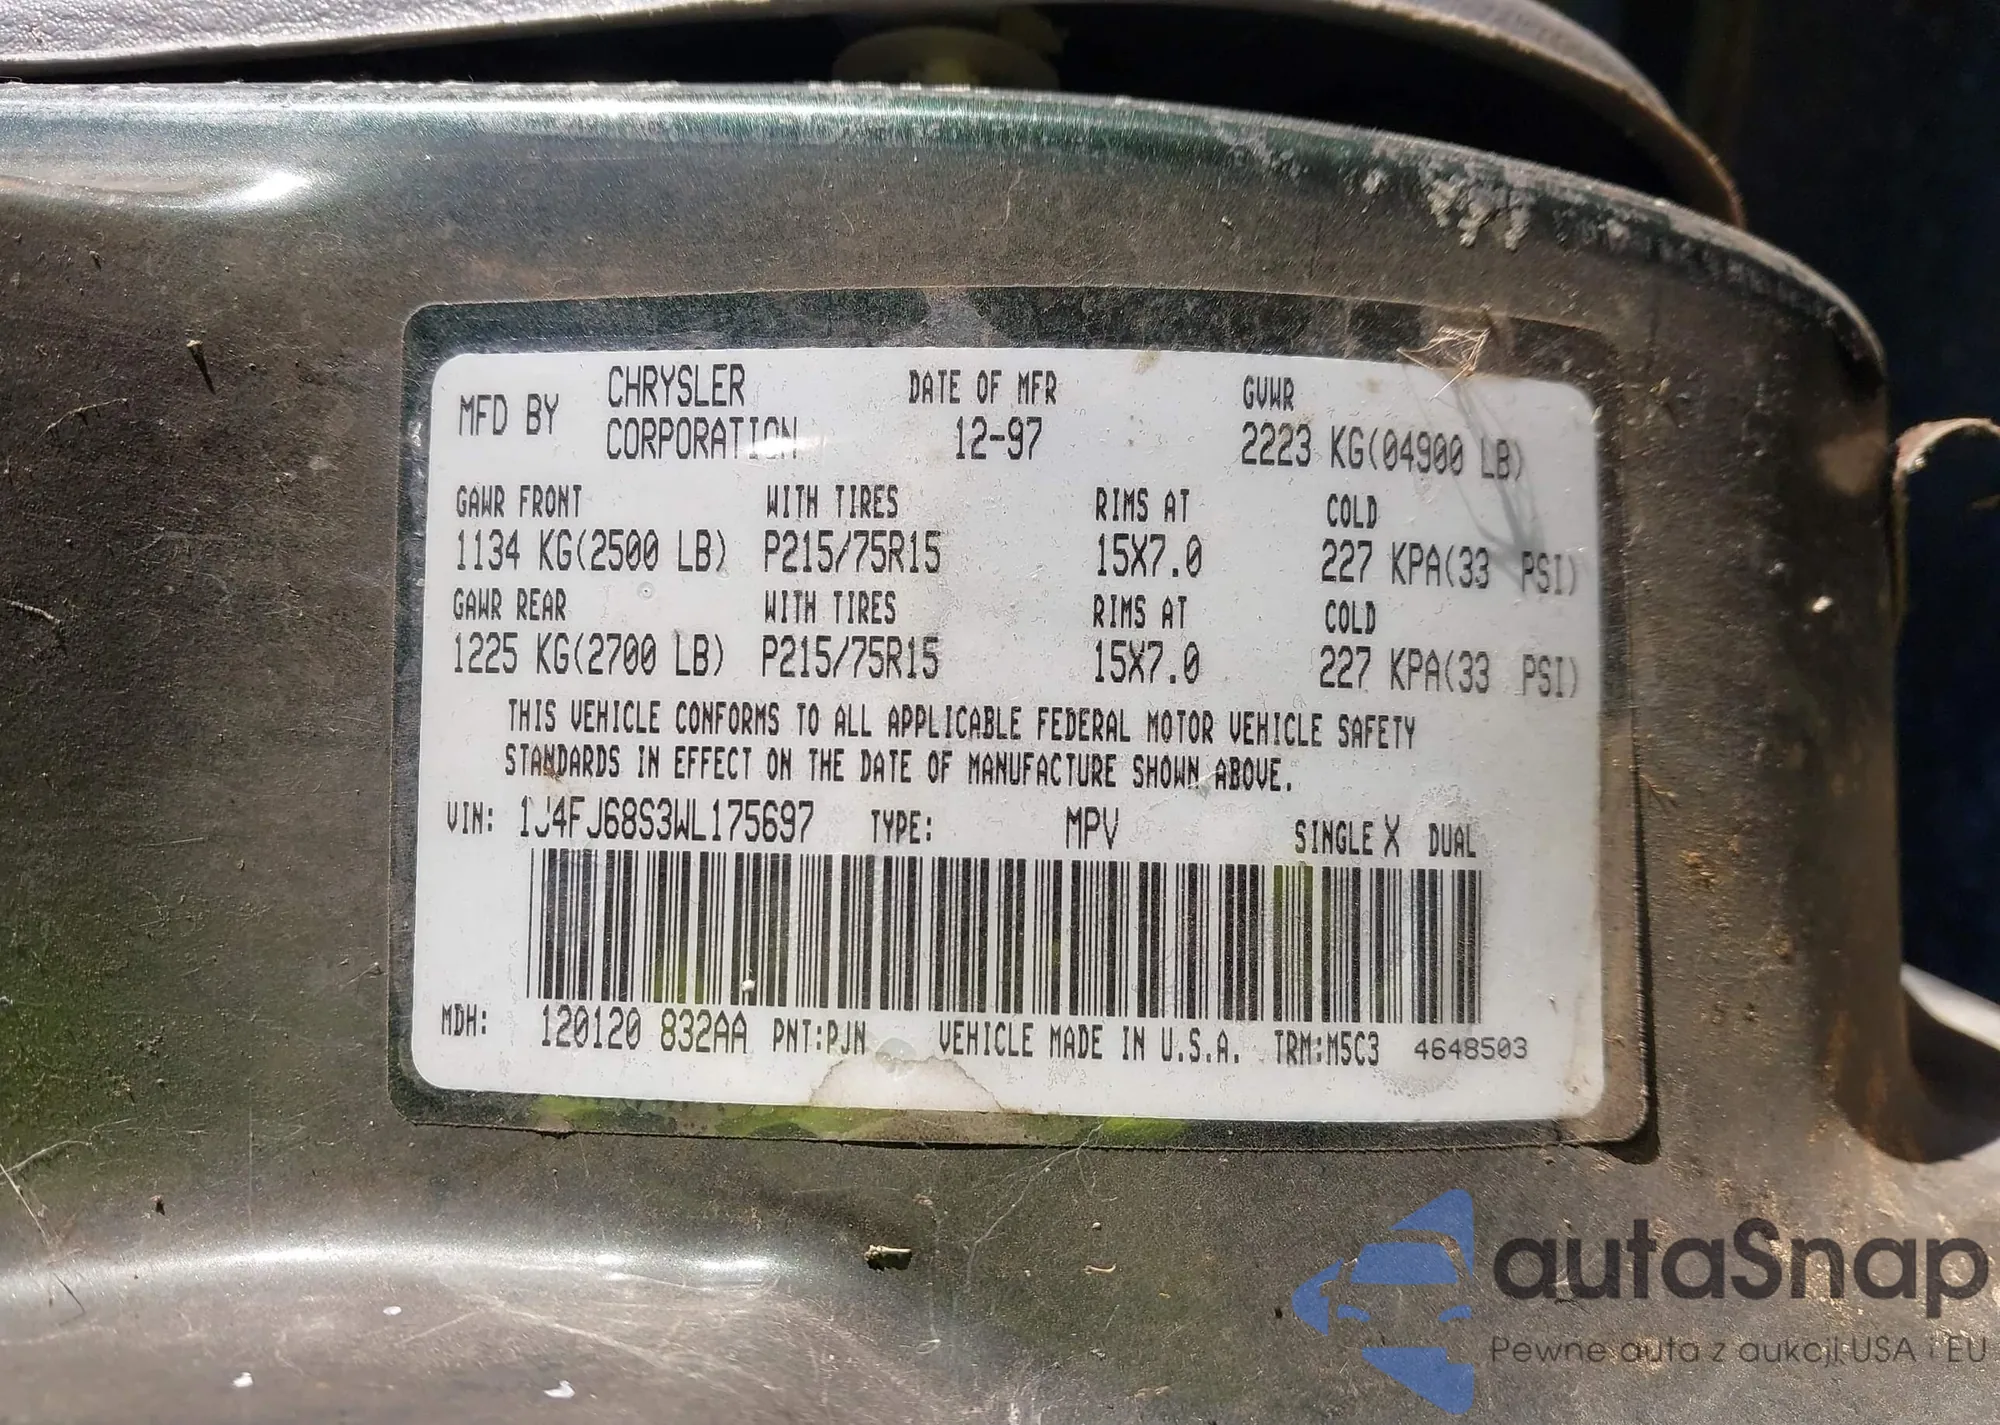 MFD BY CHRYSLER CORPORATION DATE OF MFR 12-97 GVWR 2223 KG(04900 LB)
GAWR FRONT WITH TIRES RIMS AT COLD
1134 KG(2500 LB) P215/75R15 15X7.0 227 KPA(33 PSI)
GAWR REAR WITH TIRES RIMS AT COLD
1225 KG(2700 LB) P215/75R15 15X7.0 227 KPA(33 PSI)
THIS VEHICLE CONFORMS TO ALL APPLICABLE FEDERAL MOTOR VEHICLE SAFETY
STANDARDS IN EFFECT ON THE DATE OF MANUFACTURE SHOWN ABOVE.
VIN: 1J4FJ68S3WL175697 TYPE: MPV SINGLE X DUAL
MDH: 120120 832AA PNT:PJN VEHICLE MADE IN U.S.A. TRM:M5C3 4648503
autaSnap
Pewne auta z aukcji USA i EU